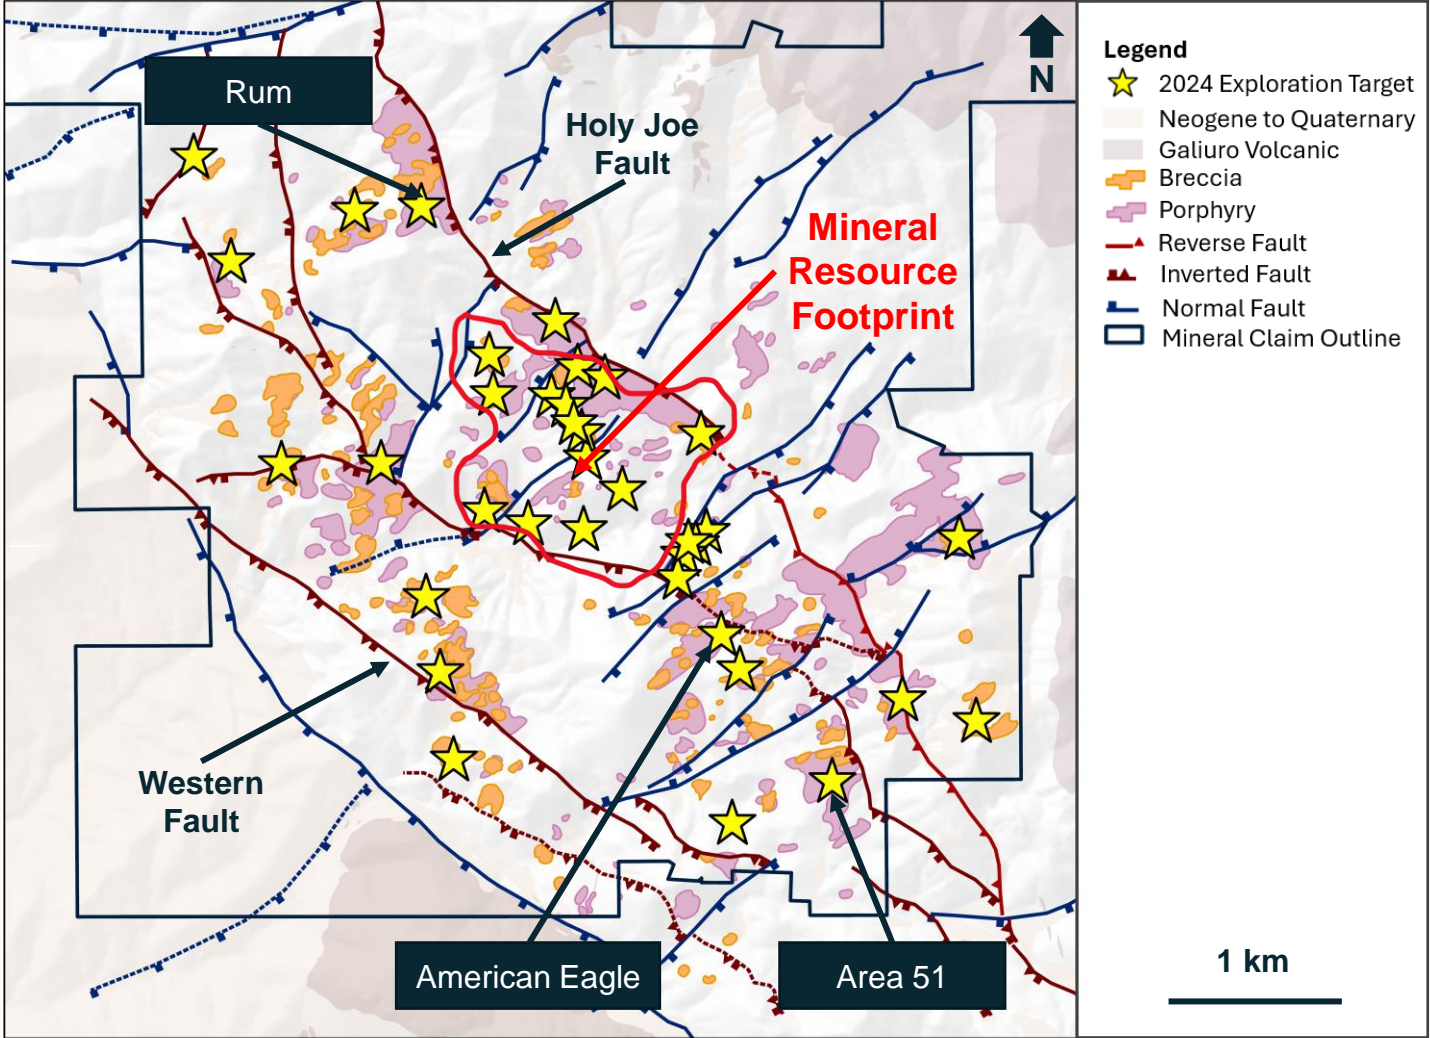 Rum
Holy Joe
Fault
Mineral
Resource
Footprint
Western
Fault
American Eagle
Area 51
N
Legend
2024 Exploration Target
Neogene to Quaternary
Galiuro Volcanic
Breccia
Porphyry
Reverse Fault
Inverted Fault
Normal Fault
Mineral Claim Outline
1 km